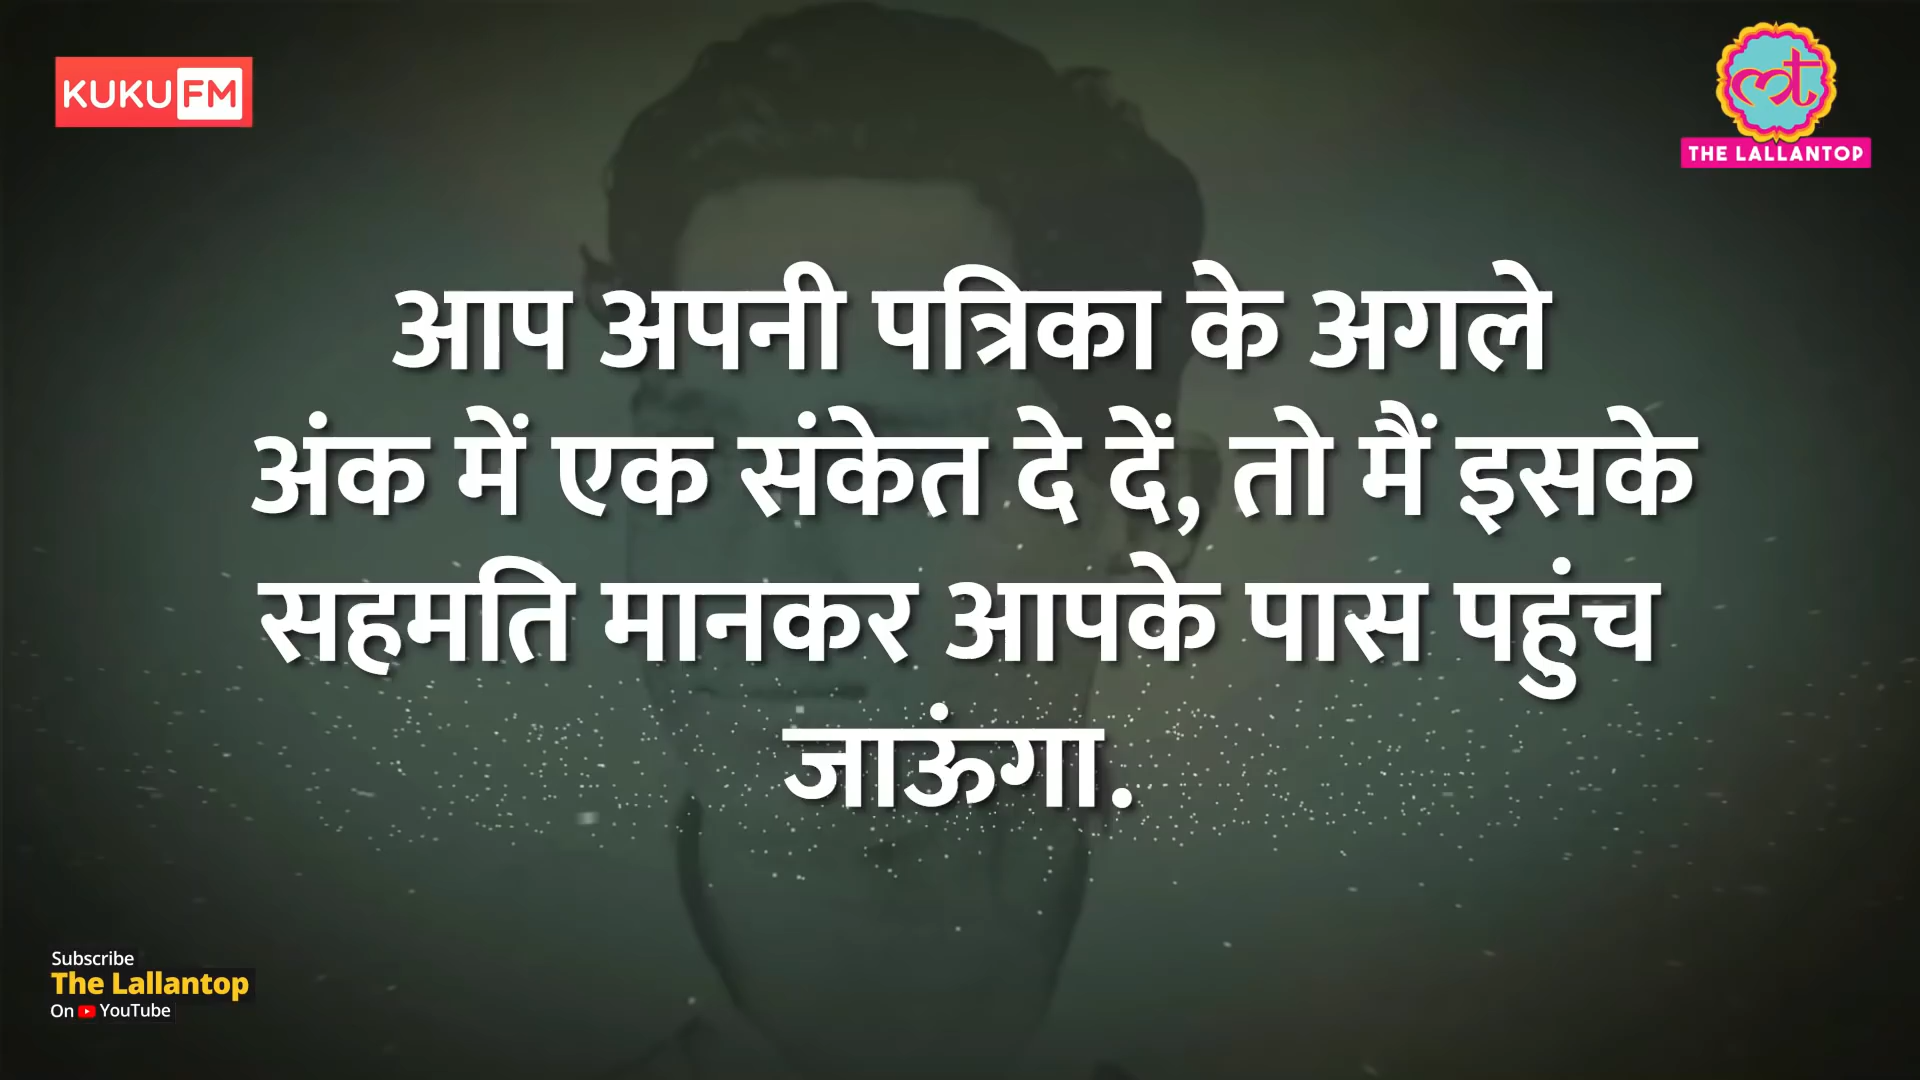 KUKU FM
THE LALLANTOP
आप अपनी पत्रिका के अगले
अंक में एक संकेत दे दें, तो मैं इसके
सहमति मानकर आपके पास पहुंच
जाऊंगा.
Subscribe
The Lallantop
On YouTube